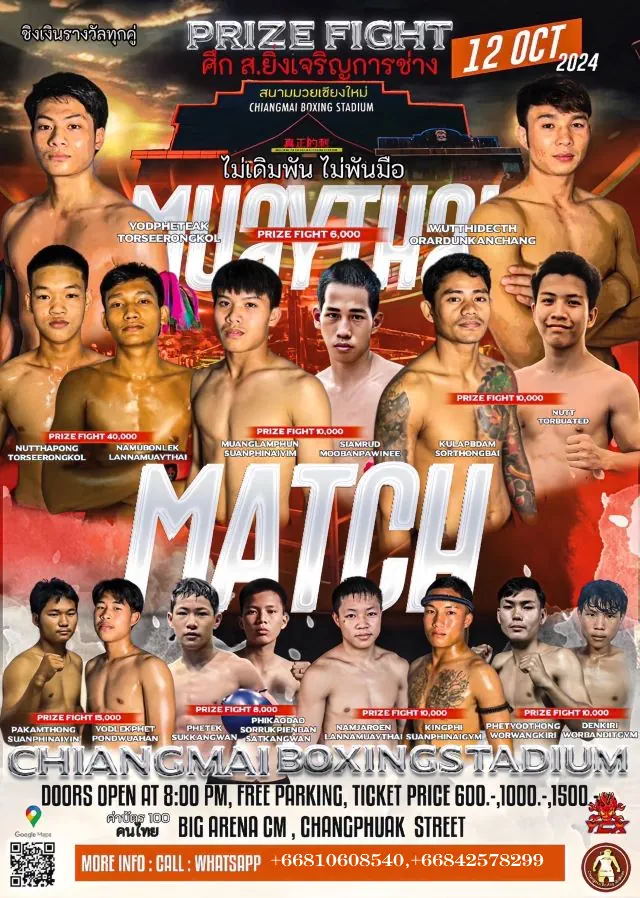 ชิงเงินรางวัลทุกคู่
PRIZE FIGHT
ศึก ส.ยิ่งเจริญการช่าง
12 OCT
2024
สนามมวยเชียงใหม่
CHIANGMAI BOXING STADIUM
ไม่เดิมพัน ไม่พันมือ
MUAYTHAI
YODPHETEAK
TORSEERONGKOL
PRIZE FIGHT 6,000
WUTTHIDECTH
ORARDUNKANCHANG
PRIZE FIGHT 40,000
NUTTHAPONG
TORSEERONGKOL
NAMUBONLEK
LANNAMUAYTHAI
PRIZE FIGHT 10,000
MUANGLAMPHUN
SUANPHINAIYIM
SIAMRUD
MOOBANPAWINEE
PRIZE FIGHT 10,000
KULAPBDAM
SORTHONGBAI
NUTT
TORBUATED
MATCH
PRIZE FIGHT 15,000
PAKAMTHONG
SUANPHINAIYIN
YODLEKPHET
PONDWUAHAN
PRIZE FIGHT 8,000
PHETEK
SUKKANGWAN
PHIKAODAO
SORRUKPIENBAN
SATKANGWAN
PRIZE FIGHT 10,000
NAMJAROEN
LANNAMUAYTHAI
KINGPHI
SUANPHINAIGYM
PRIZE FIGHT 10,000
PHETYODTHONG
WORWANGKIRI
DENKIRI
WORBANDITGYM
CHIANGMAI BOXING STADIUM
DOORS OPEN AT 8:00 PM, FREE PARKING, TICKET PRICE 600.-,1000.-,1500.-
ค่าบัตร 100
คนไทย
BIG ARENA CM , CHANGPHUAK STREET
Google Maps
MORE INFO : CALL : WHATSAPP +66810608540,+66842578299